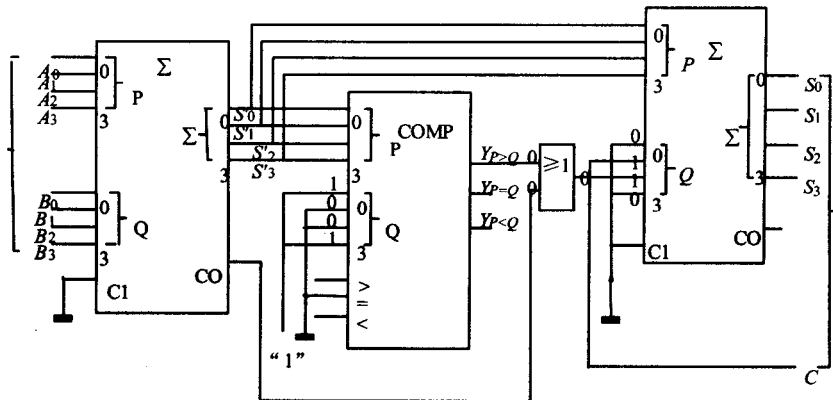 A0
A1
A2
A3
0
3
P
Σ
B0
B1
B2
B3
0
3
Q
C1
Σ
0
3
CO
S'0
S'1
S'2
S'3
COMP
0
3
P
1
0
0
1
0
3
Q
>
=
<
"1"
YP>Q
YP=Q
YP<Q
0
0
≥1
0
Σ
0
3
P
0
1
1
0
0
3
Q
C1
Σ
0
3
CO
S0
S1
S2
S3
C